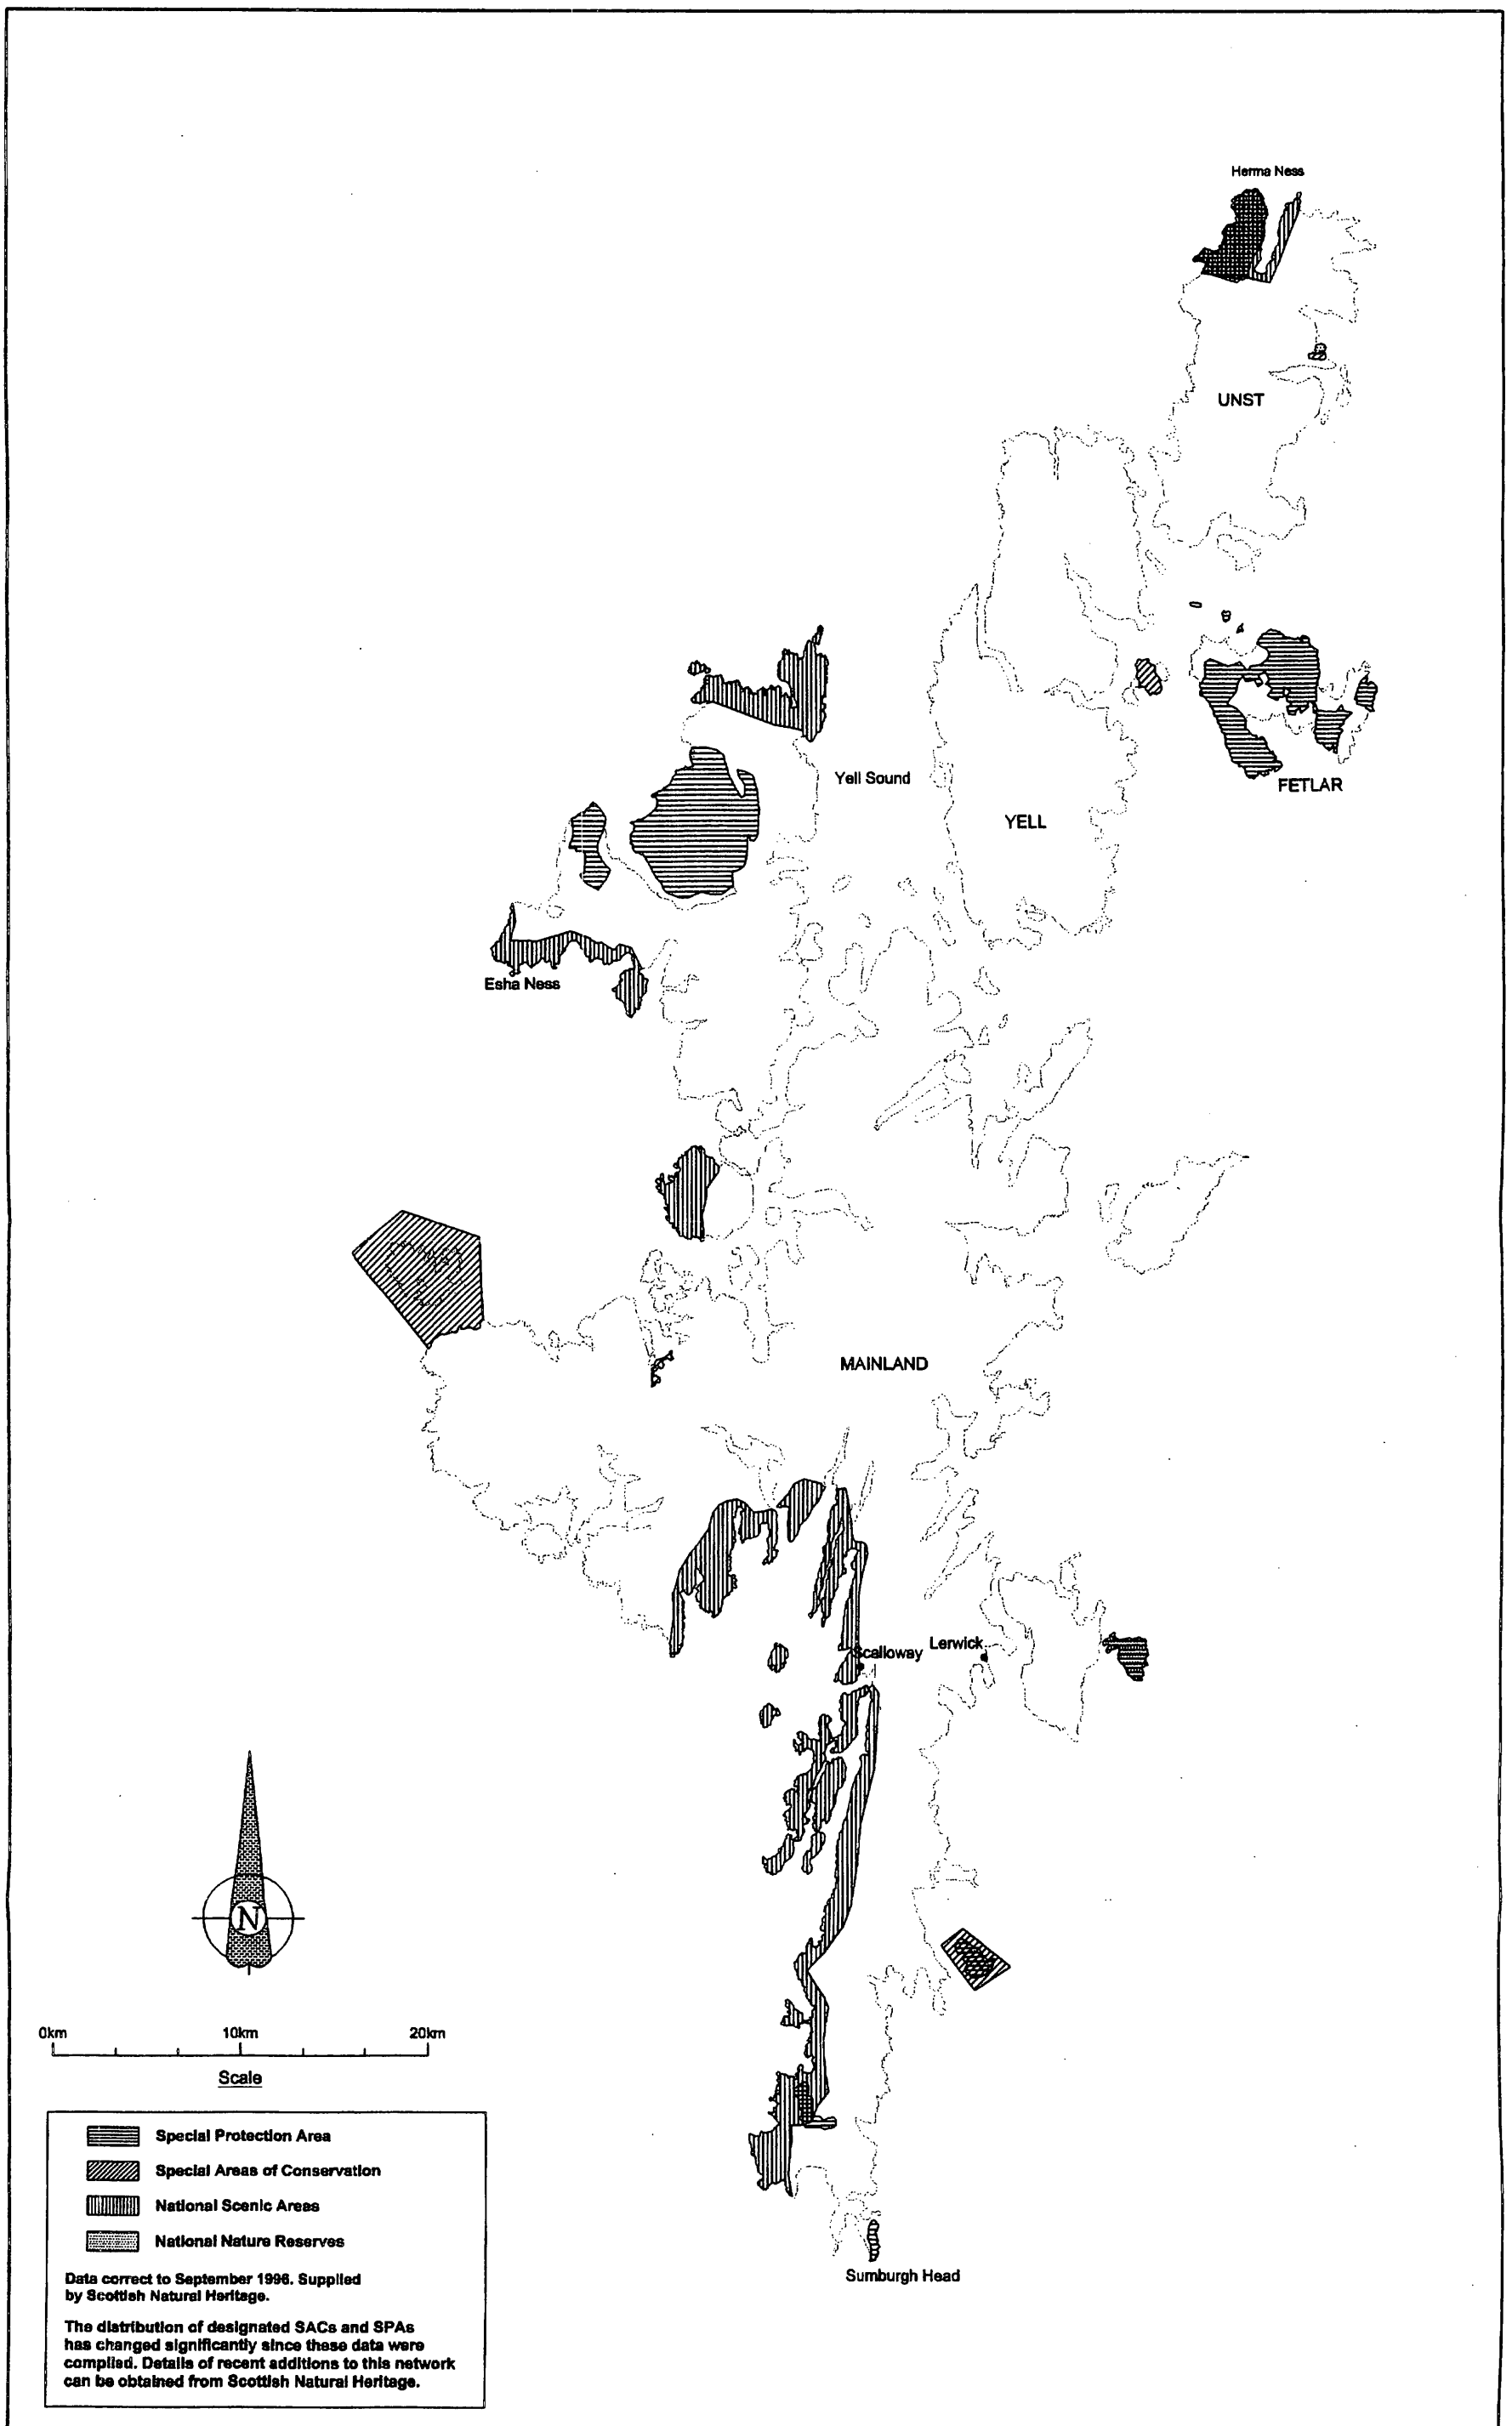 Herma Ness
UNST
Yell Sound
FETLAR
YELL
Esha Ness
MAINLAND
Scalloway
Lerwick
N
0km 10km 20km
Scale
Special Protection Area
Special Areas of Conservation
National Scenic Areas
National Nature Reserves
Data correct to September 1996. Supplied
by Scottish Natural Heritage.
The distribution of designated SACs and SPAs
has changed significantly since these data were
compiled. Details of recent additions to this network
can be obtained from Scottish Natural Heritage.
Sumburgh Head